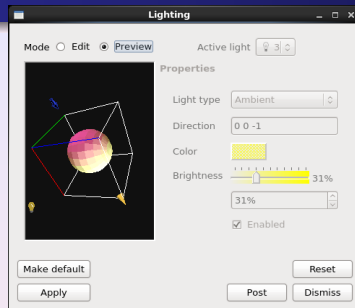 Lighting
Mode Edit Preview
Active light 3
Properties
Light type Ambient
Direction 0 0 -1
Color
Brightness 31%
31%
Enabled
Make default Reset
Apply Post Dismiss